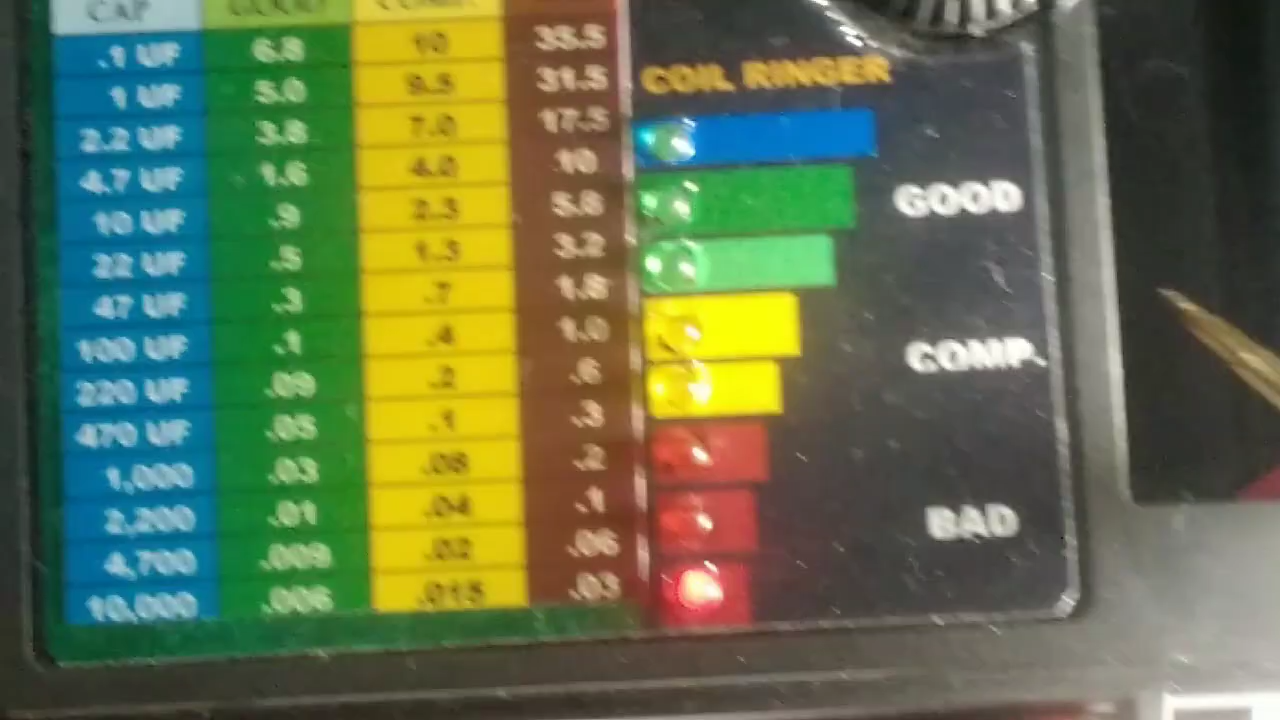 CAP GOOD COMP.
.1 UF 6.8 10 35.5
1 UF 5.0 9.5 31.5
2.2 UF 3.8 7.0 17.5
4.7 UF 1.6 4.0 10
10 UF .9 2.3 5.8
22 UF .5 1.3 3.2
47 UF .3 .7 1.8
100 UF .1 .4 1.0
220 UF .09 .2 .6
470 UF .05 .1 .3
1,000 .03 .08 .2
2,200 .01 .04 .1
4,700 .009 .02 .06
10,000 .006 .015 .03
COIL RINGER
GOOD
COMP.
BAD